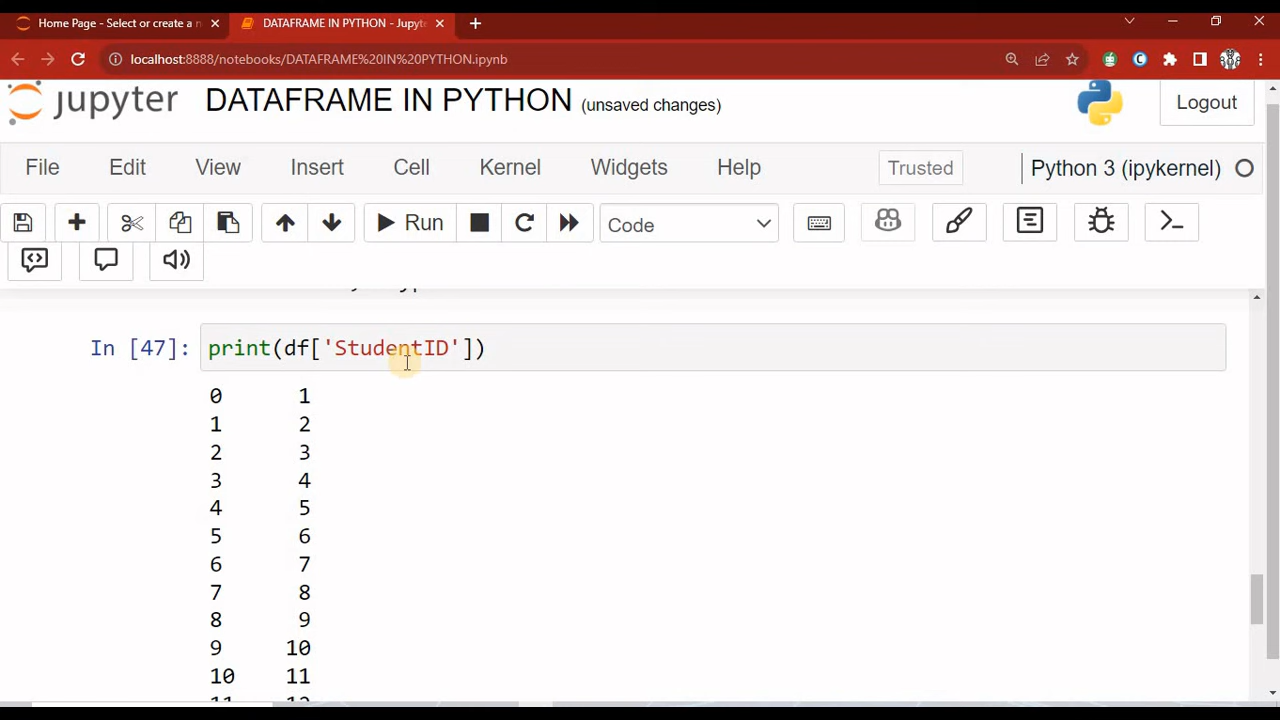 Home Page - Select or create a n
DATAFRAME IN PYTHON - Jupyt
localhost:8888/notebooks/DATAFRAME%20IN%20PYTHON.ipynb
jupyter DATAFRAME IN PYTHON (unsaved changes) Logout
File Edit View Insert Cell Kernel Widgets Help Trusted Python 3 (ipykernel)
Run Code
In [47]: print(df['StudentID'])
0 1
1 2
2 3
3 4
4 5
5 6
6 7
7 8
8 9
9 10
10 11